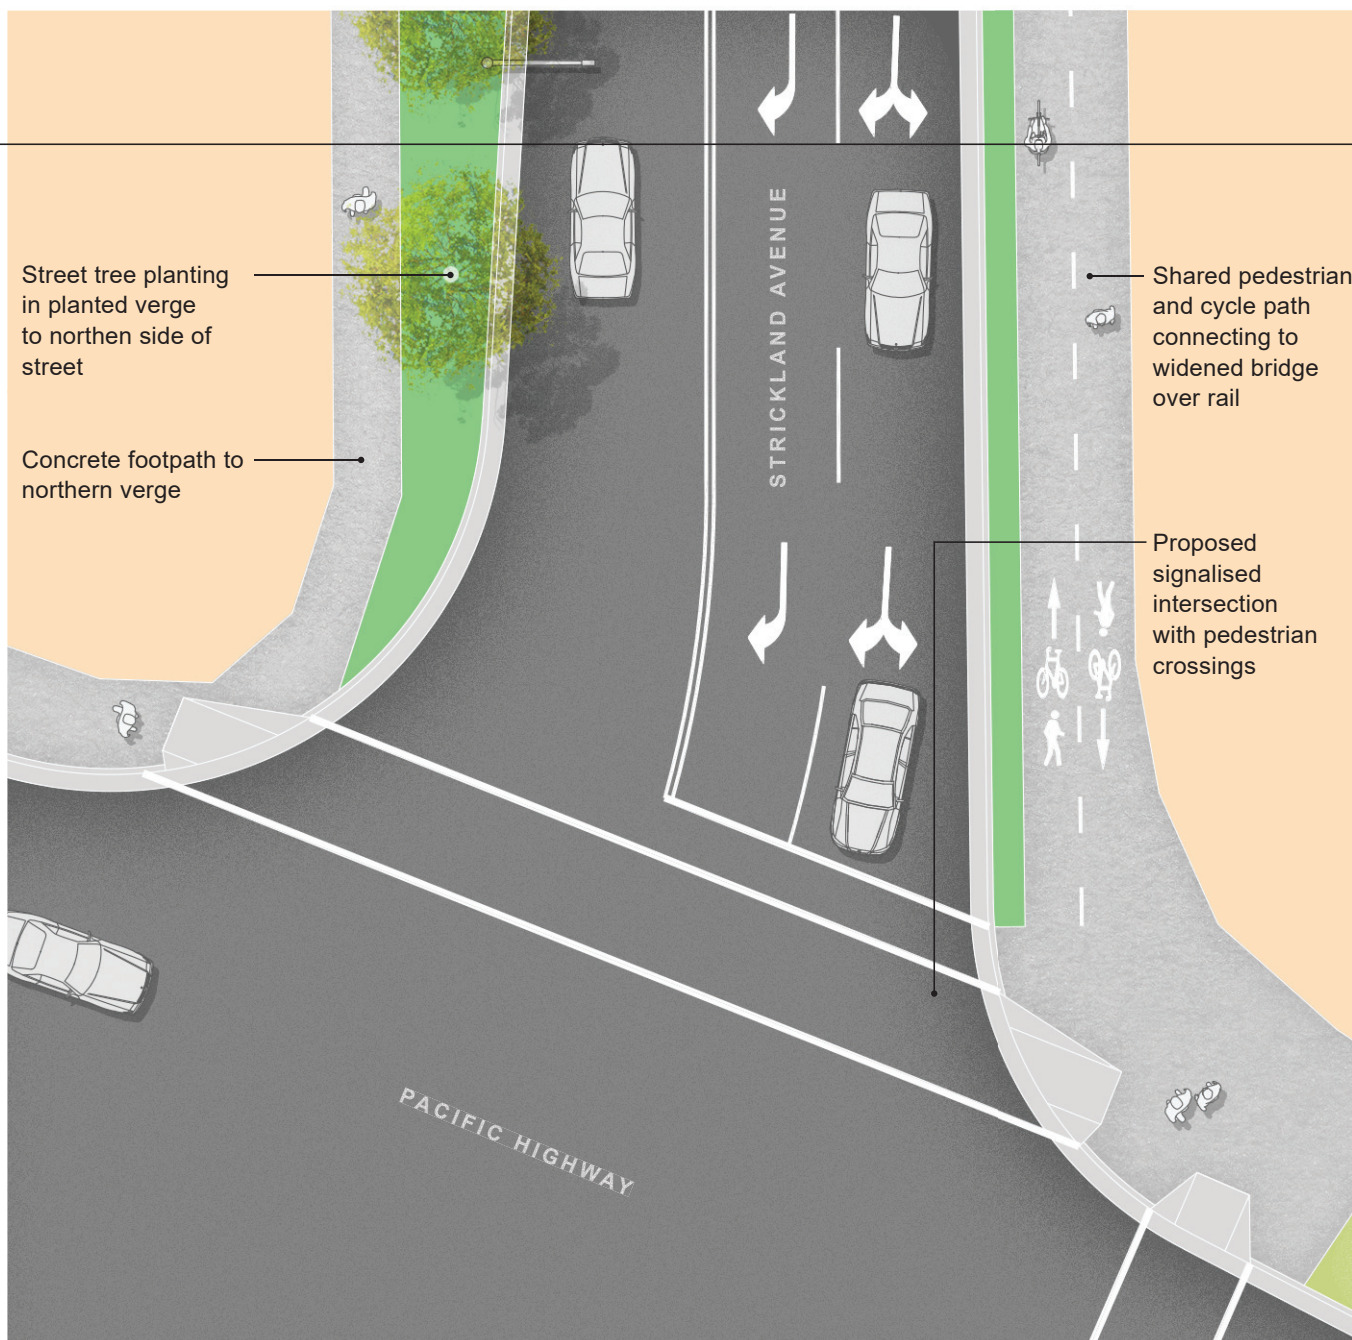 STRICKLAND AVENUE
Street tree planting
in planted verge
to northen side of
street
Shared pedestrian
and cycle path
connecting to
widened bridge
over rail
Concrete footpath to
northern verge
Proposed
signalised
intersection
with pedestrian
crossings
PACIFIC HIGHWAY